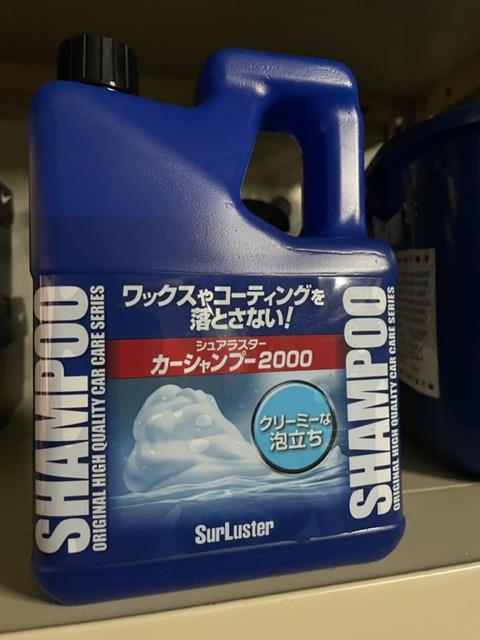 ワックスやコーティングを
落とさない!
シュアラスター
カーシャンプー2000
クリーミーな
泡立ち
SurLuster
SHAMPOO
ORIGINAL HIGH QUALITY CAR CARE SERIES
SHAMPOO
ORIGINAL HIGH QUALITY CAR CARE SERIES